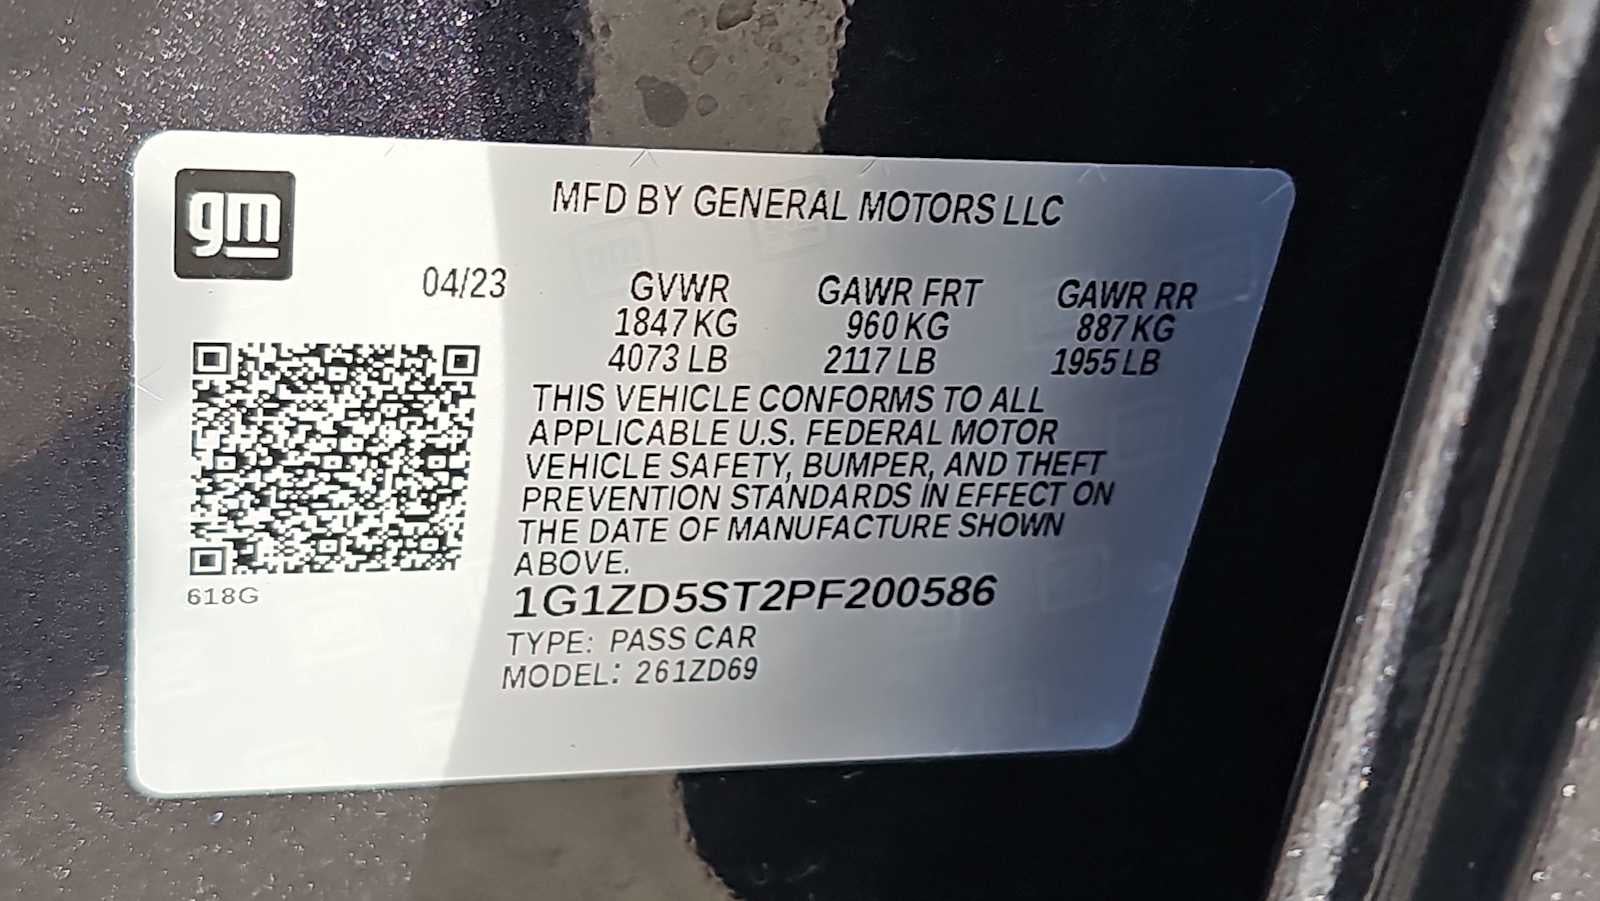 gm
MFD BY GENERAL MOTORS LLC
04/23
GVWR GAWR FRT GAWR RR
1847 KG 960 KG 887 KG
4073 LB 2117 LB 1955 LB
THIS VEHICLE CONFORMS TO ALL
APPLICABLE U.S. FEDERAL MOTOR
VEHICLE SAFETY, BUMPER, AND THEFT
PREVENTION STANDARDS IN EFFECT ON
THE DATE OF MANUFACTURE SHOWN
ABOVE.
618G
1G1ZD5ST2PF200586
TYPE: PASS CAR
MODEL: 261ZD69